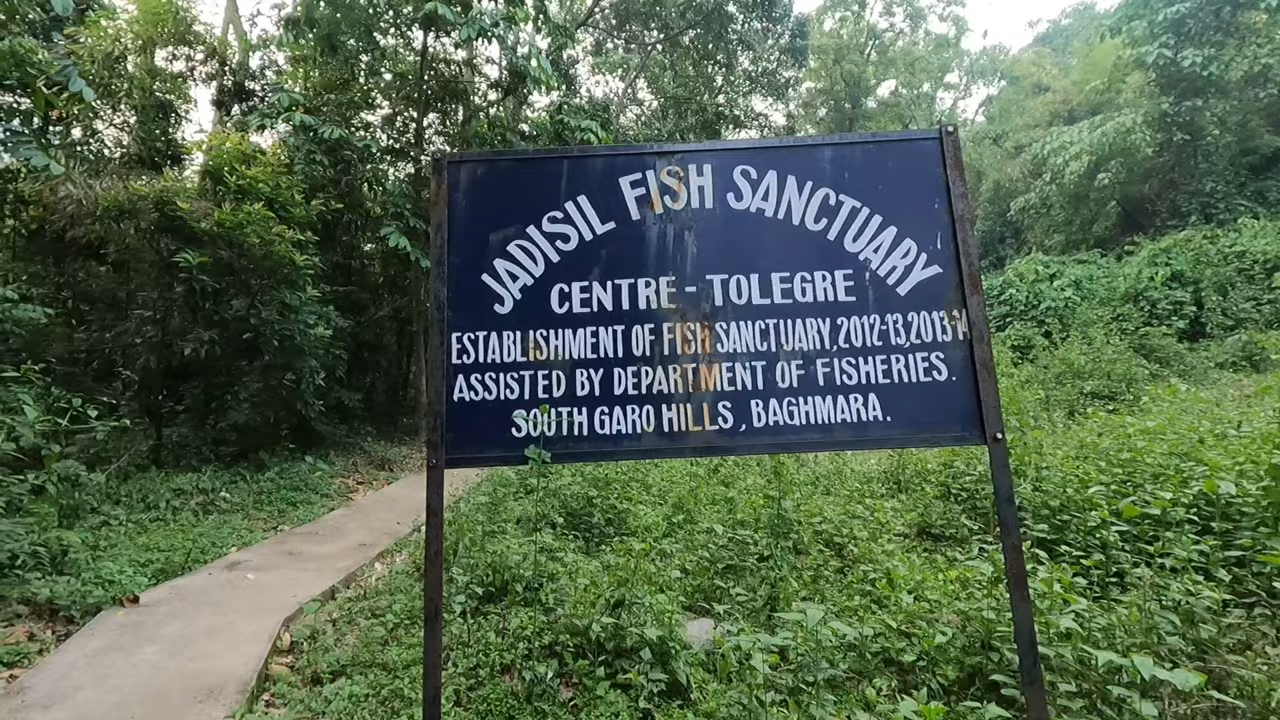 JADISIL FISH SANCTUARY
CENTRE - TOLEGRE
ESTABLISHMENT OF FISH SANCTUARY, 2012-13, 2013-14
ASSISTED BY DEPARTMENT OF FISHERIES.
SOUTH GARO HILLS, BAGHMARA.